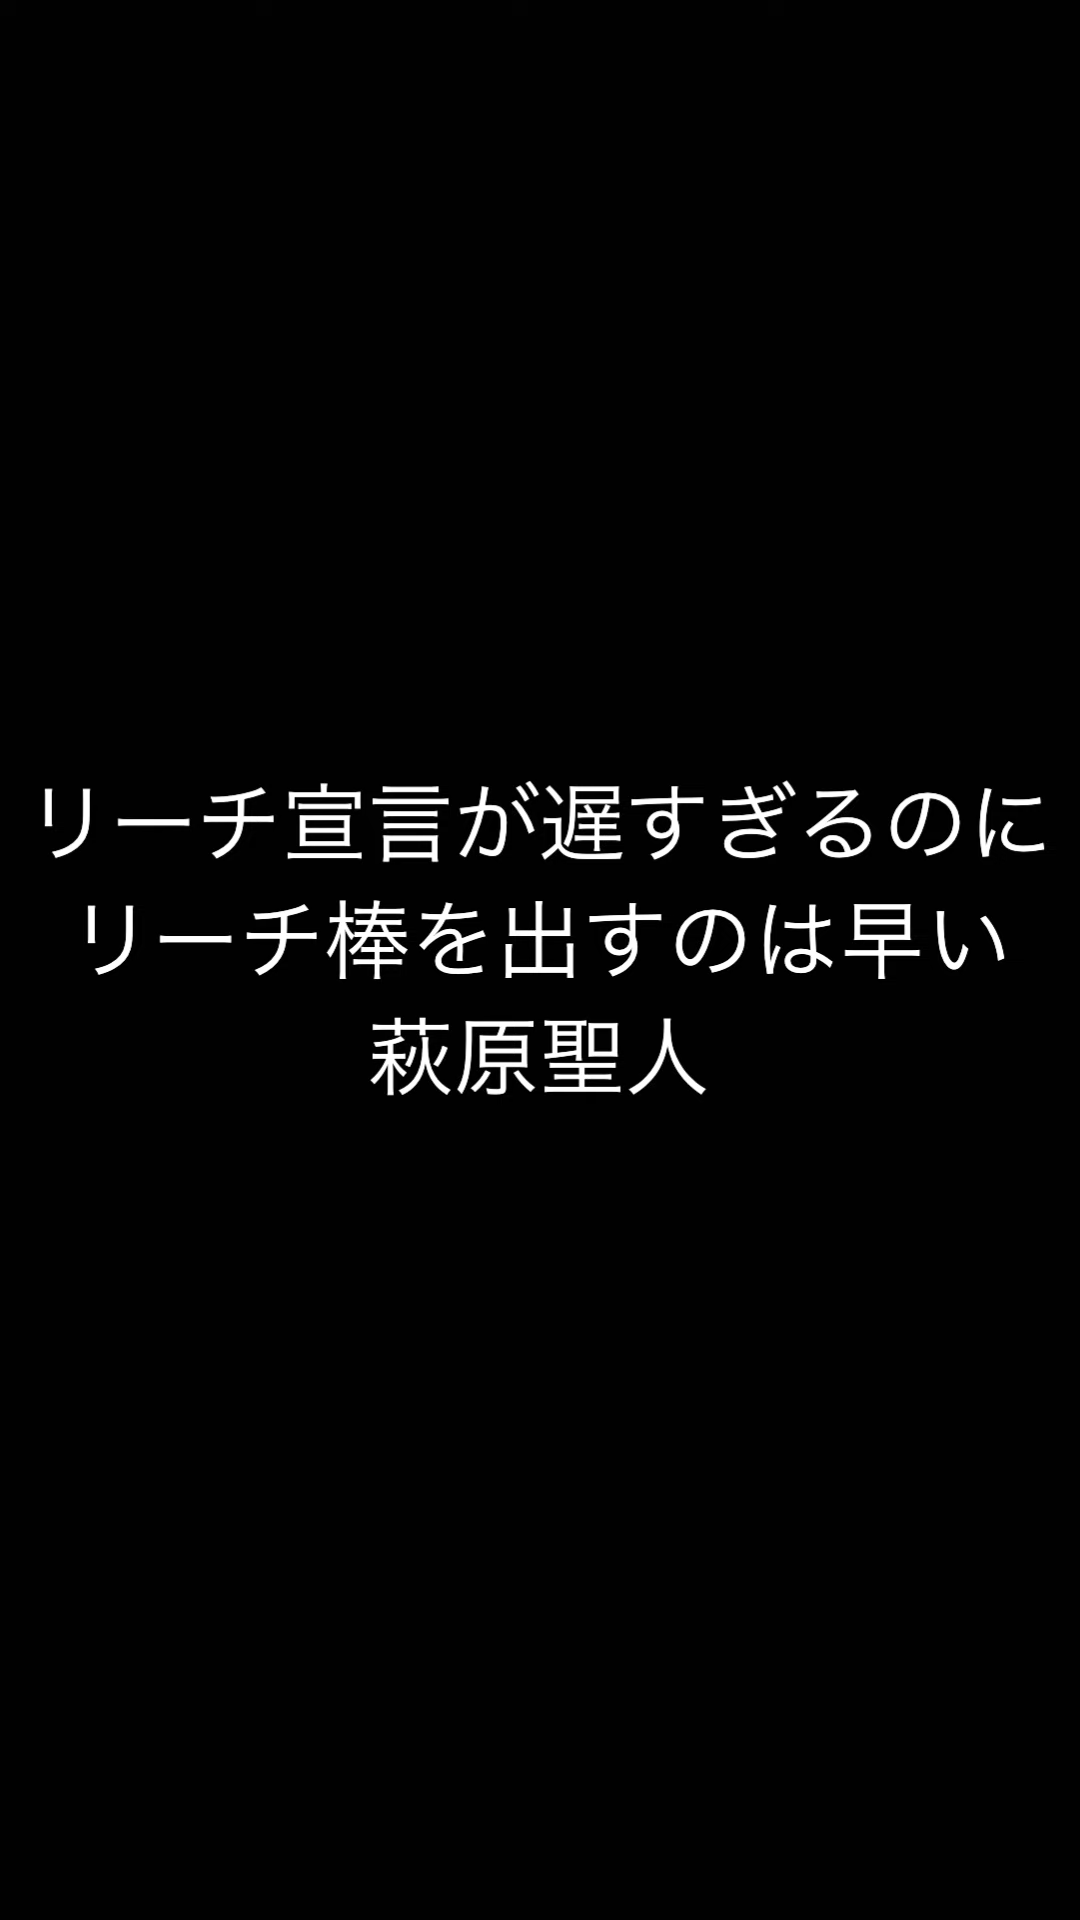 リーチ宣言が遅すぎるのに
リーチ棒を出すのは早い
萩原聖人